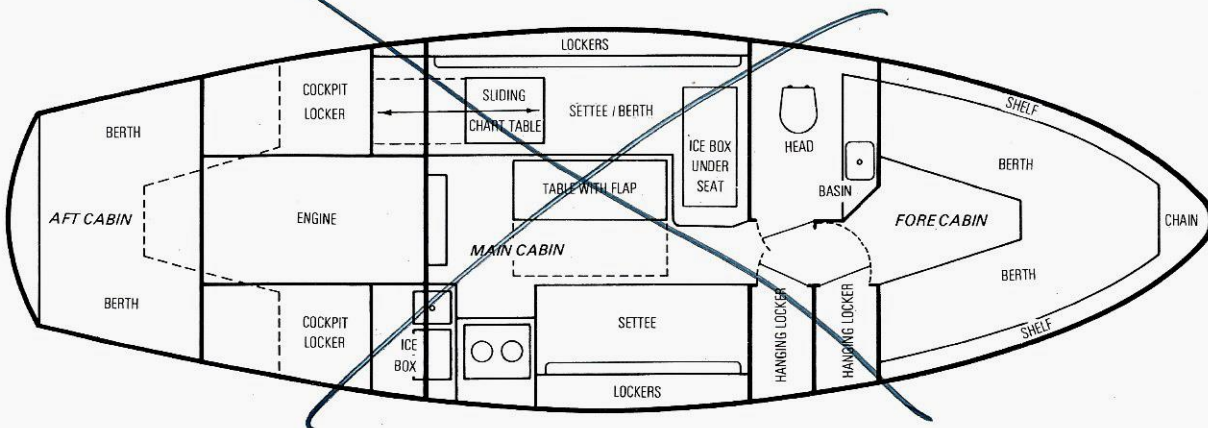 LOCKERS
COCKPIT
LOCKER
SLIDING
CHART TABLE
SETTEE / BERTH
ICE BOX
UNDER
SEAT
HEAD
BASIN
SHELF
BERTH
BERTH
AFT CABIN
ENGINE
TABLE WITH FLAP
MAIN CABIN
FORE CABIN
CHAIN
BERTH
BERTH
COCKPIT
LOCKER
ICE
BOX
SETTEE
LOCKERS
HANGING LOCKER
HANGING LOCKER
SHELF